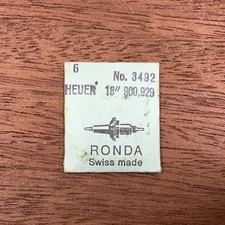 6
No. 3492
HEUER 18''' 900,929
RONDA
Swiss made